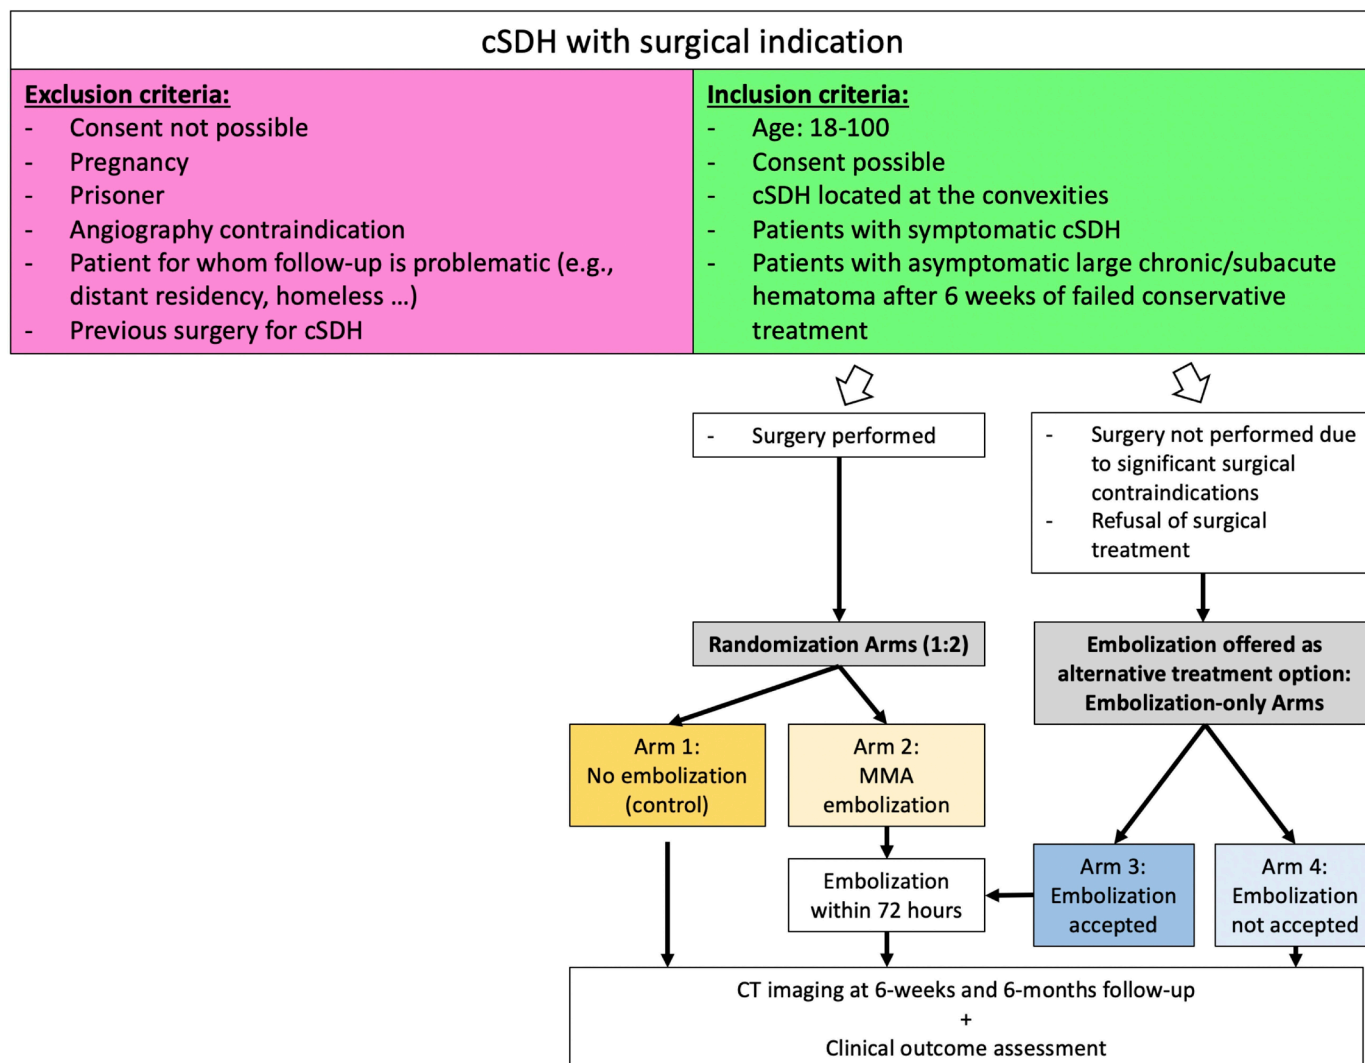 cSDH with surgical indication
Exclusion criteria:
- Consent not possible
- Pregnancy
- Prisoner
- Angiography contraindication
- Patient for whom follow-up is problematic (e.g.,
distant residency, homeless ...)
- Previous surgery for cSDH
Inclusion criteria:
- Age: 18-100
- Consent possible
- cSDH located at the convexities
- Patients with symptomatic cSDH
- Patients with asymptomatic large chronic/subacute
hematoma after 6 weeks of failed conservative
treatment
- Surgery performed
- Surgery not performed due
to significant surgical
contraindications
- Refusal of surgical
treatment
Randomization Arms (1:2)
Embolization offered as
alternative treatment option:
Embolization-only Arms
Arm 1:
No embolization
(control)
Arm 2:
MMA
embolization
Embolization
within 72 hours
Arm 3:
Embolization
accepted
Arm 4:
Embolization
not accepted
CT imaging at 6-weeks and 6-months follow-up
+
Clinical outcome assessment